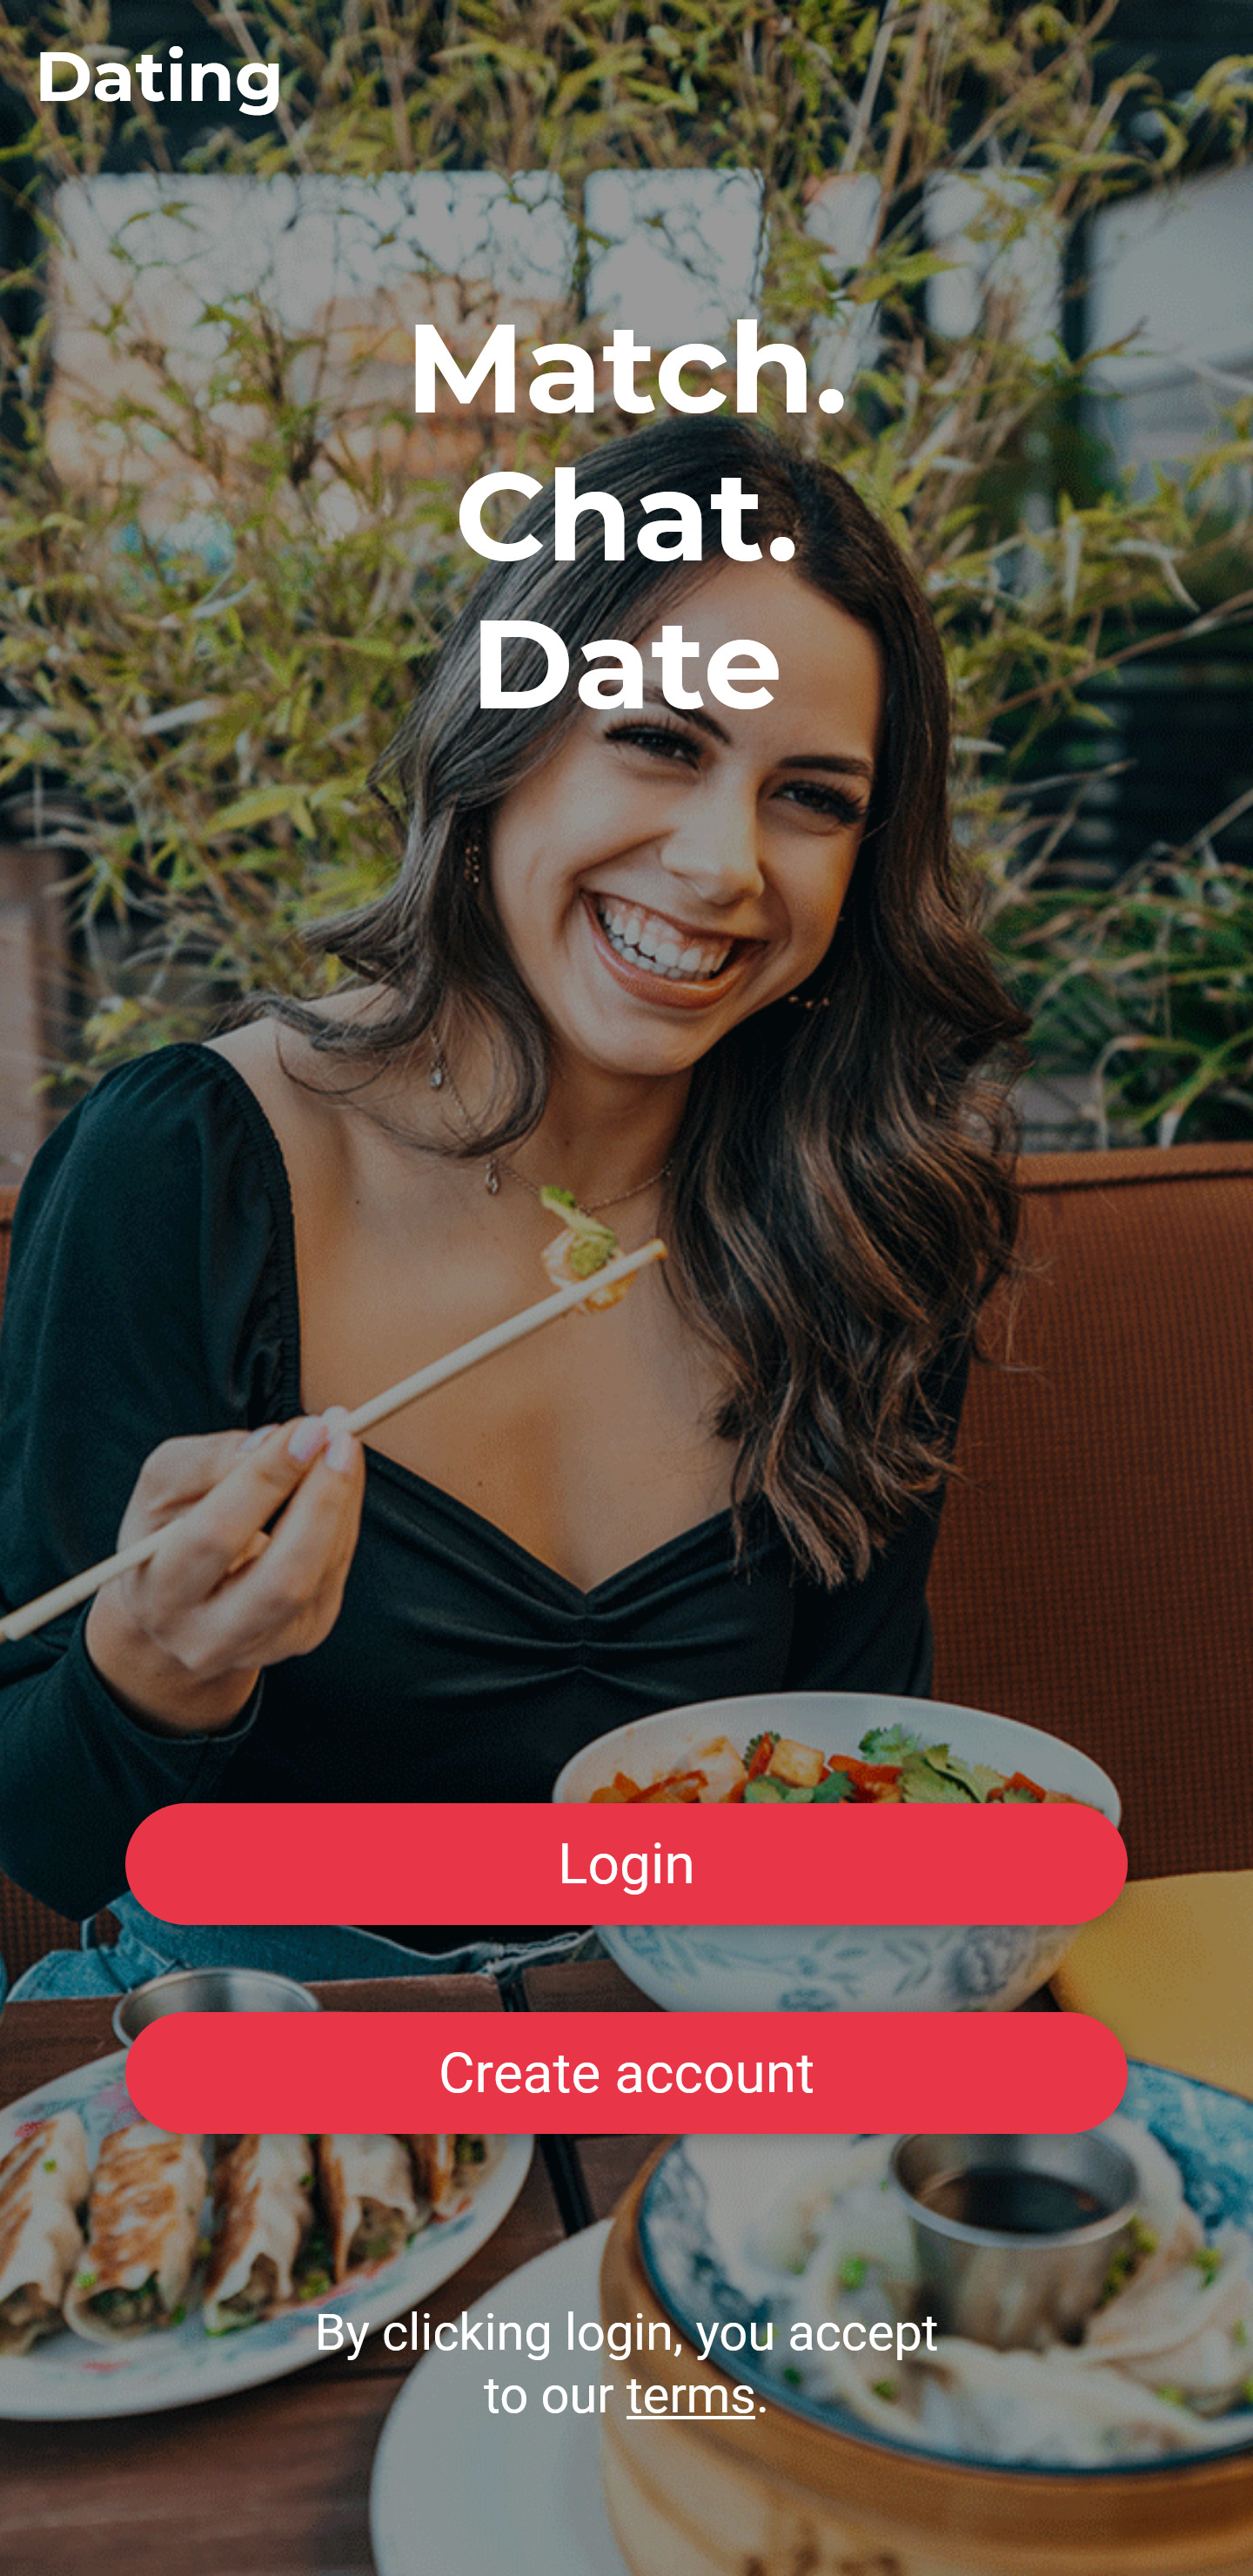 Dating
Match.
Chat.
Date
Login
Create account
By clicking login, you accept
to our terms.